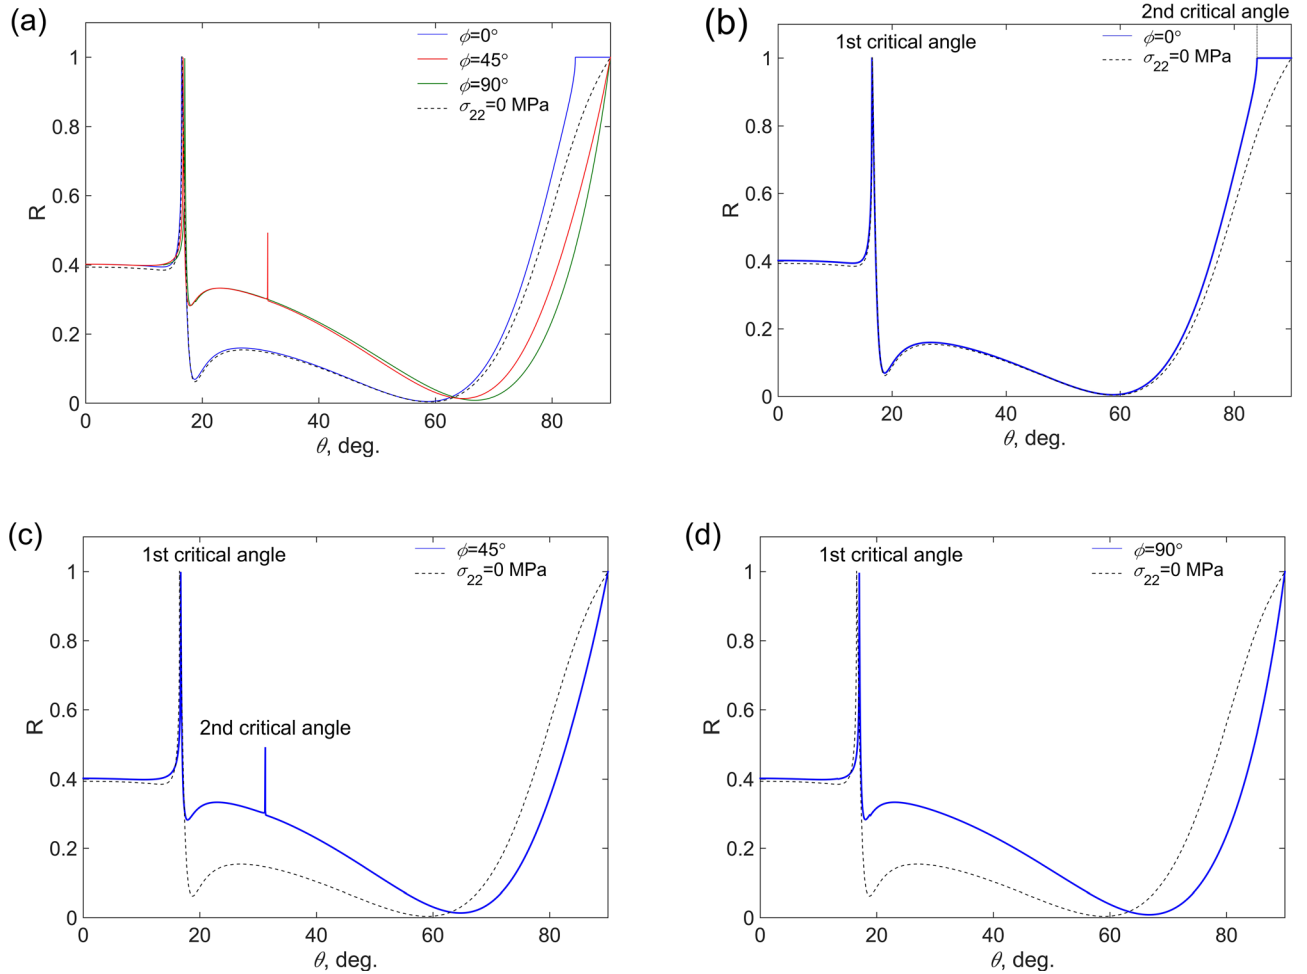 (a)
ϕ=0°
ϕ=45°
ϕ=90°
σ22=0 MPa
1
0.8
0.6
0.4
0.2
0
R
0 20 40 60 80
θ, deg.
(b)
2nd critical angle
1st critical angle
ϕ=0°
σ22=0 MPa
1
0.8
0.6
0.4
0.2
0
R
0 20 40 60 80
θ, deg.
(c)
1st critical angle
ϕ=45°
σ22=0 MPa
2nd critical angle
1
0.8
0.6
0.4
0.2
0
R
0 20 40 60 80
θ, deg.
(d)
1st critical angle
ϕ=90°
σ22=0 MPa
1
0.8
0.6
0.4
0.2
0
R
0 20 40 60 80
θ, deg.